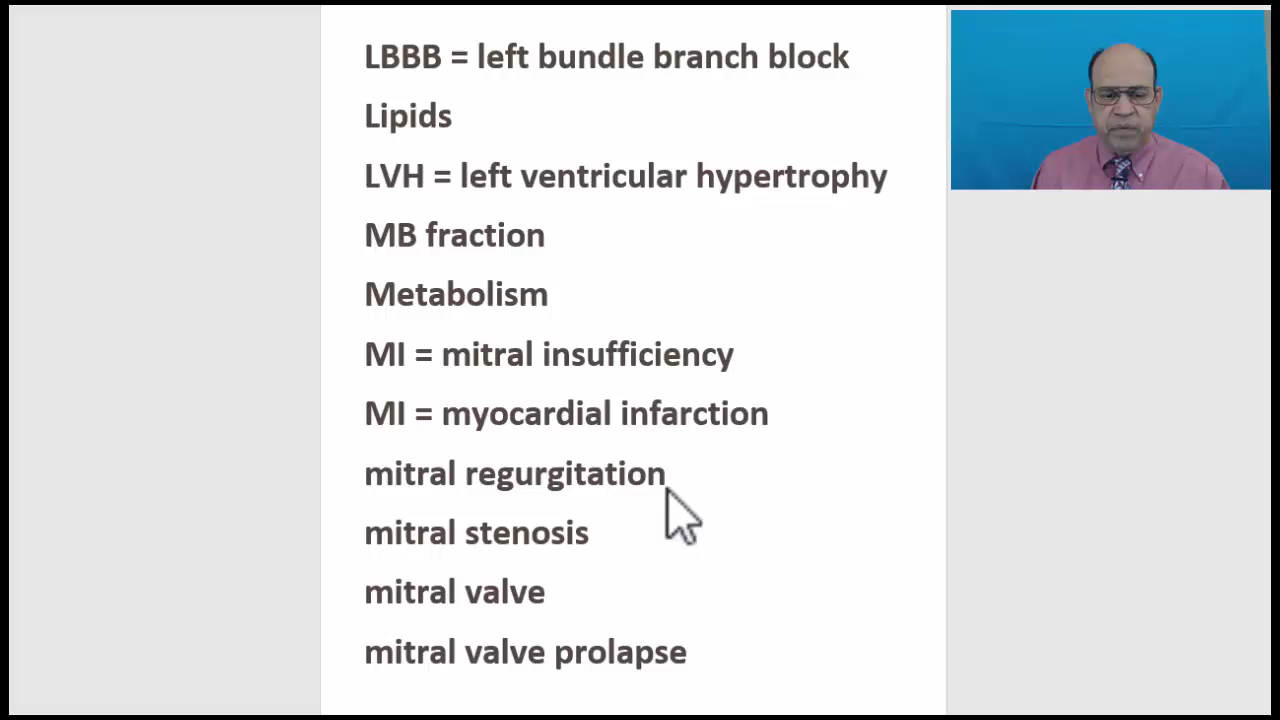 LBBB = left bundle branch block
Lipids
LVH = left ventricular hypertrophy
MB fraction
Metabolism
MI = mitral insufficiency
MI = myocardial infarction
mitral regurgitation
mitral stenosis
mitral valve
mitral valve prolapse